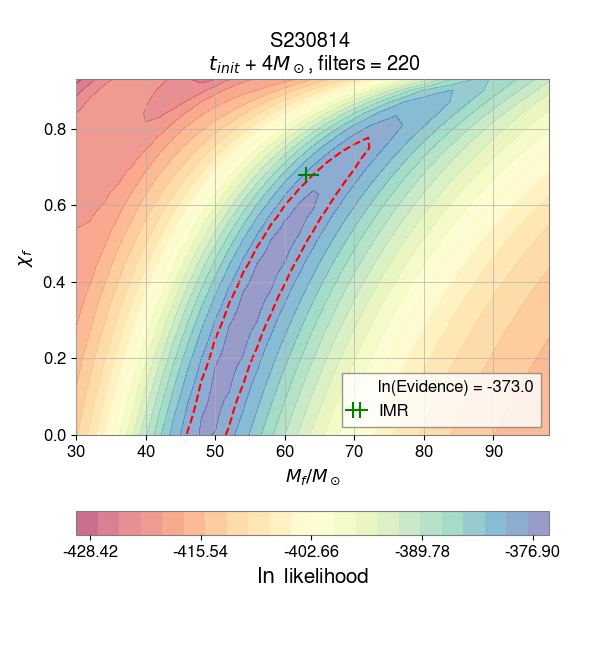 S230814
t_init + 4M_⊙, filters = 220
χ_f
0.8
0.6
0.4
0.2
0.0
30 40 50 60 70 80 90
M_f/M_⊙
ln(Evidence) = -373.0
IMR
-428.42 -415.54 -402.66 -389.78 -376.90
ln likelihood